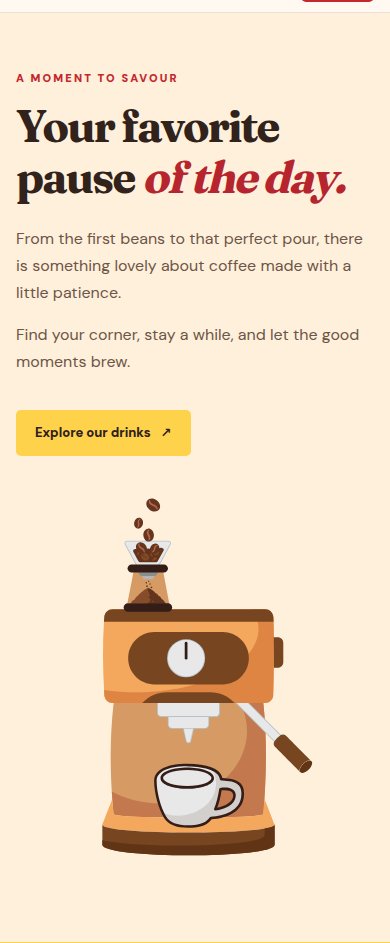 A MOMENT TO SAVOUR
Your favorite
pause of the day.
From the first beans to that perfect pour, there
is something lovely about coffee made with a
little patience.
Find your corner, stay a while, and let the good
moments brew.
Explore our drinks ↗